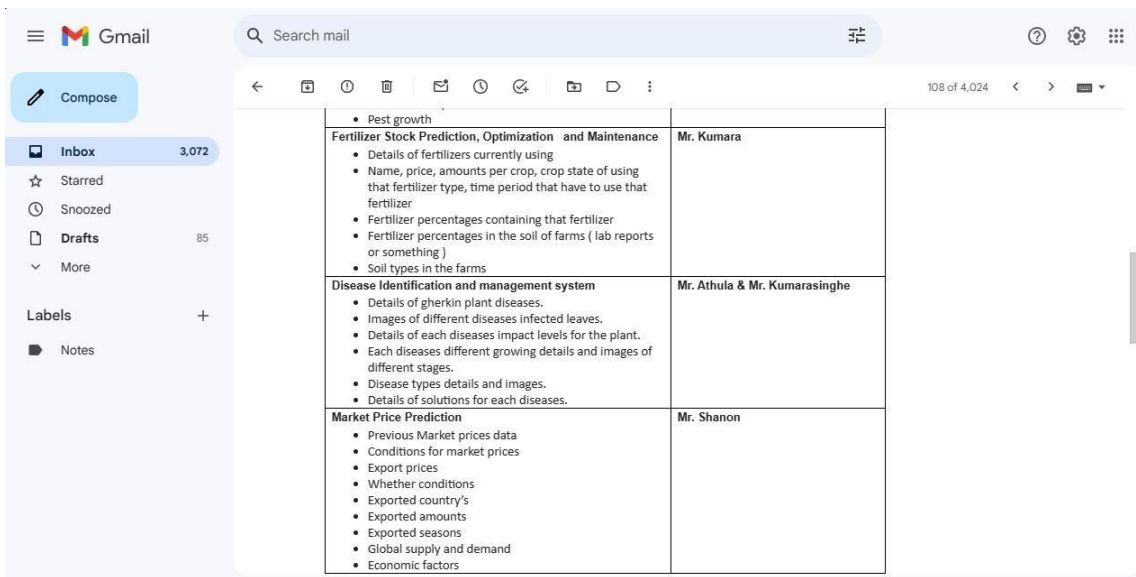 Gmail
Search mail
Compose
108 of 4,024
Inbox 3,072
Starred
Snoozed
Drafts 85
More
Labels +
Notes
• Pest growth
Fertilizer Stock Prediction, Optimization and Maintenance
Mr. Kumara
• Details of fertilizers currently using
• Name, price, amounts per crop, crop state of using
that fertilizer type, time period that have to use that
fertilizer
• Fertilizer percentages containing that fertilizer
• Fertilizer percentages in the soil of farms ( lab reports
or something )
• Soil types in the farms
Disease Identification and management system
Mr. Athula & Mr. Kumarasinghe
• Details of gherkin plant diseases.
• Images of different diseases infected leaves.
• Details of each diseases impact levels for the plant.
• Each diseases different growing details and images of
different stages.
• Disease types details and images.
• Details of solutions for each diseases.
Market Price Prediction
Mr. Shanon
• Previous Market prices data
• Conditions for market prices
• Export prices
• Whether conditions
• Exported country's
• Exported amounts
• Exported seasons
• Global supply and demand
• Economic factors